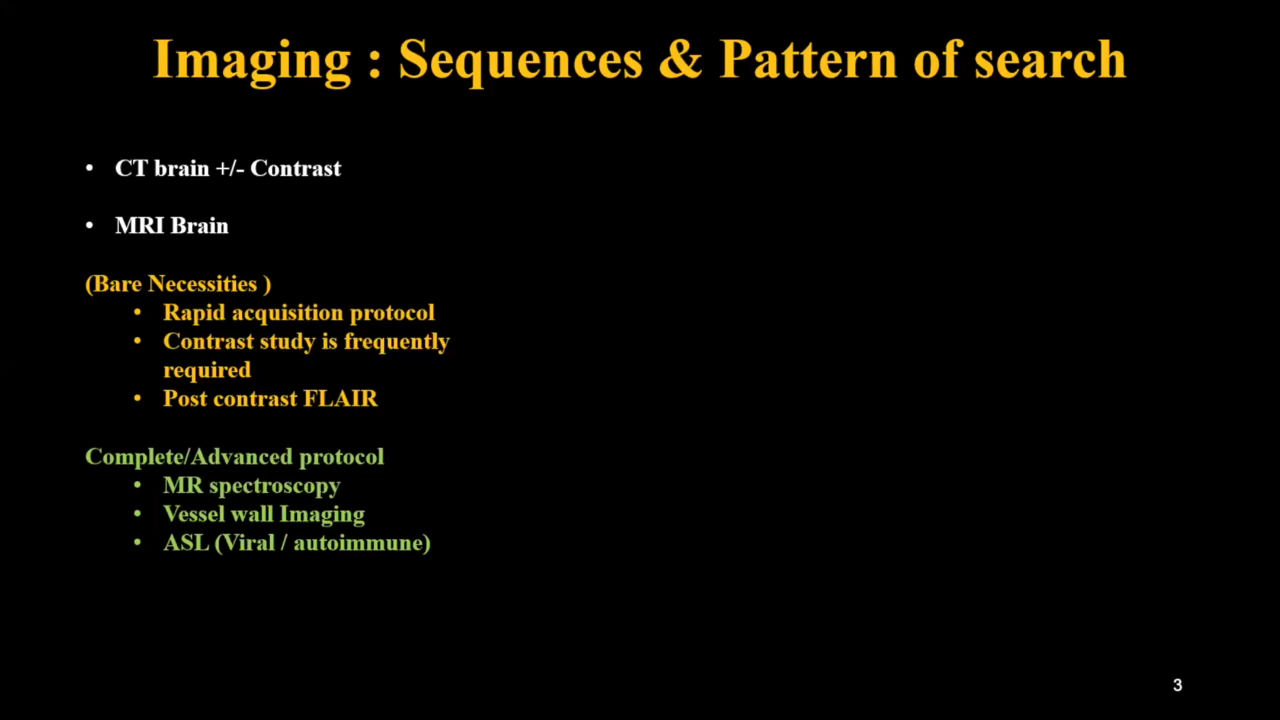 Imaging : Sequences & Pattern of search
• CT brain +/- Contrast
• MRI Brain
(Bare Necessities )
• Rapid acquisition protocol
• Contrast study is frequently
required
• Post contrast FLAIR
Complete/Advanced protocol
• MR spectroscopy
• Vessel wall Imaging
• ASL (Viral / autoimmune)
3